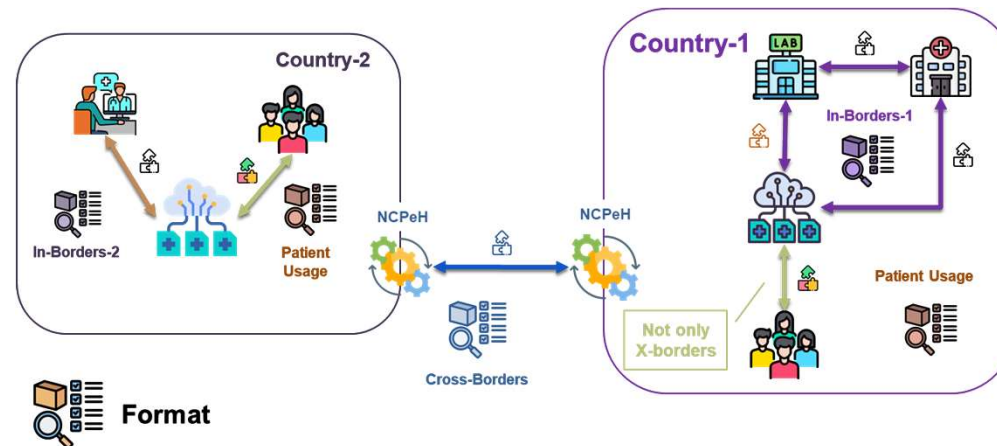 Country-2
Country-1
LAB
In-Borders-1
In-Borders-2
Patient
Usage
NCPeH
NCPeH
Patient Usage
Not only
X-borders
Cross-Borders
Format